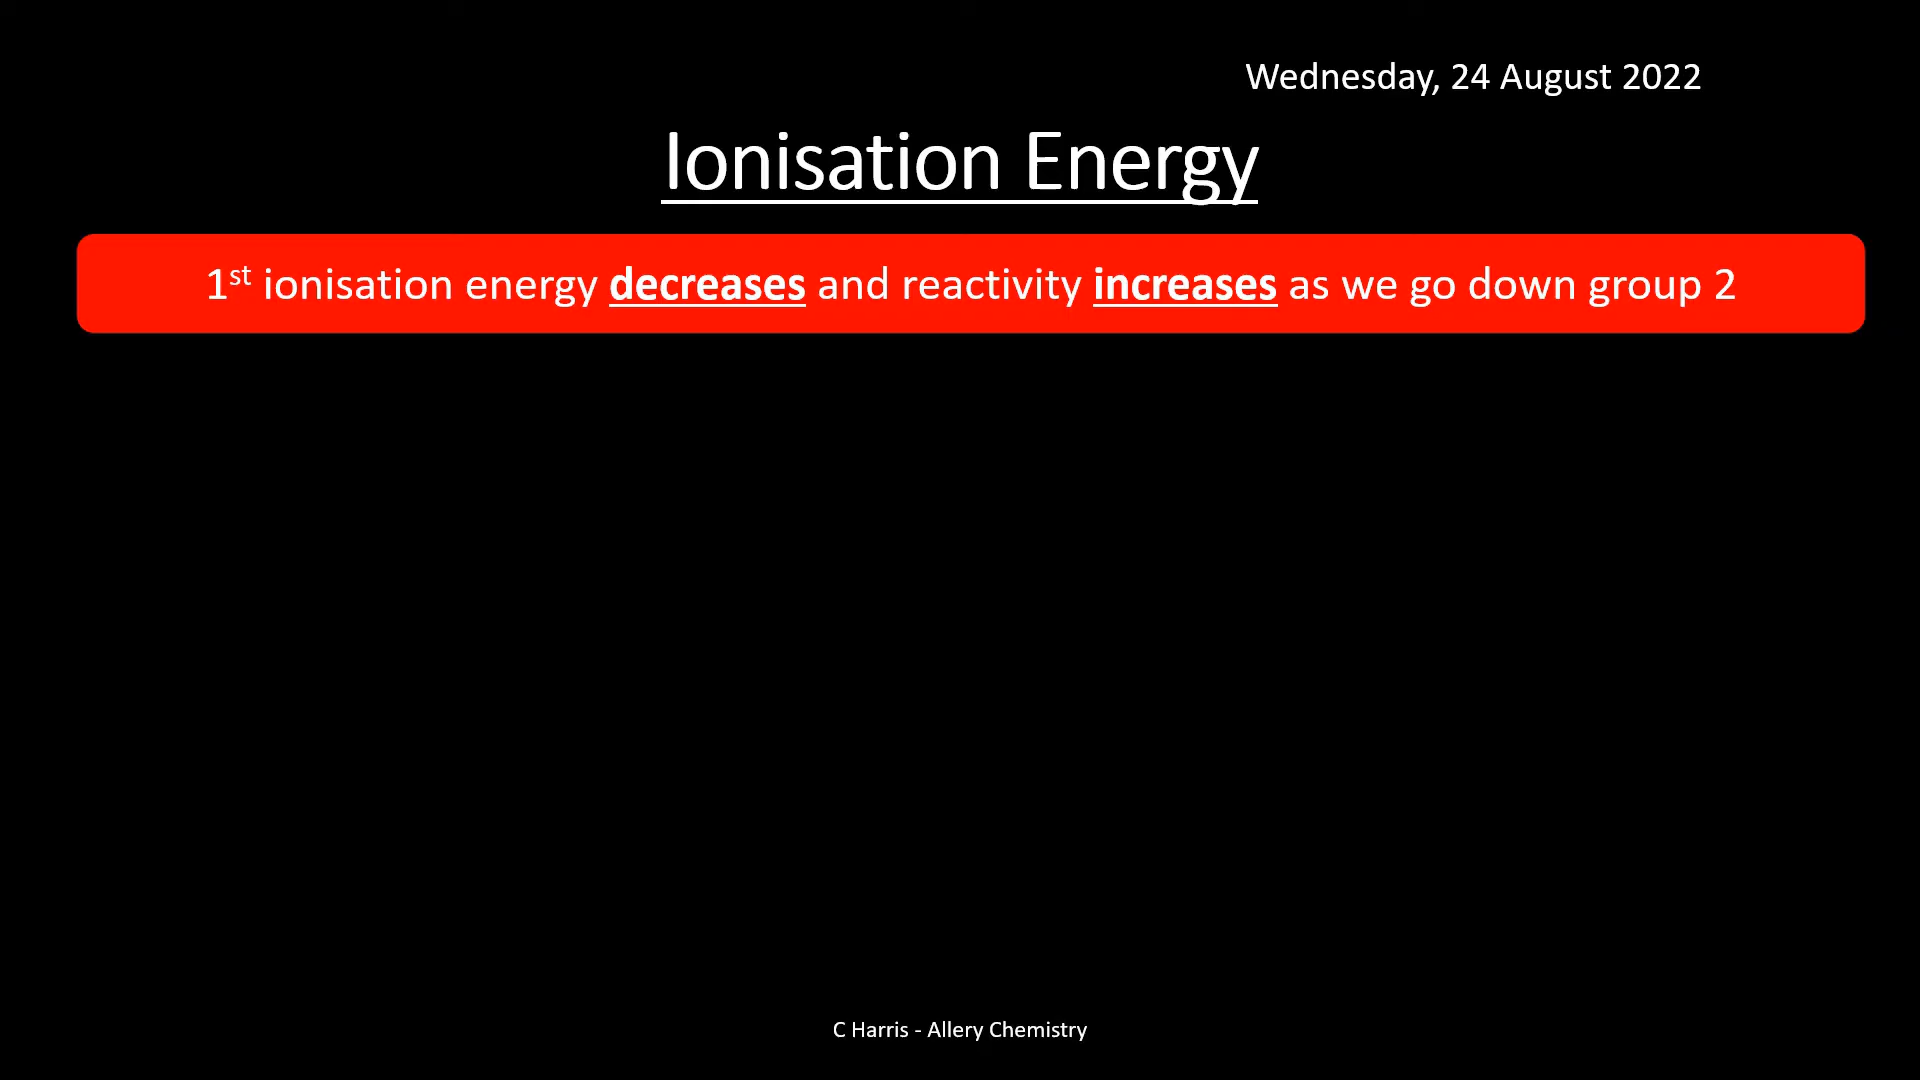 Wednesday, 24 August 2022
Ionisation Energy
1st ionisation energy decreases and reactivity increases as we go down group 2
C Harris - Allery Chemistry